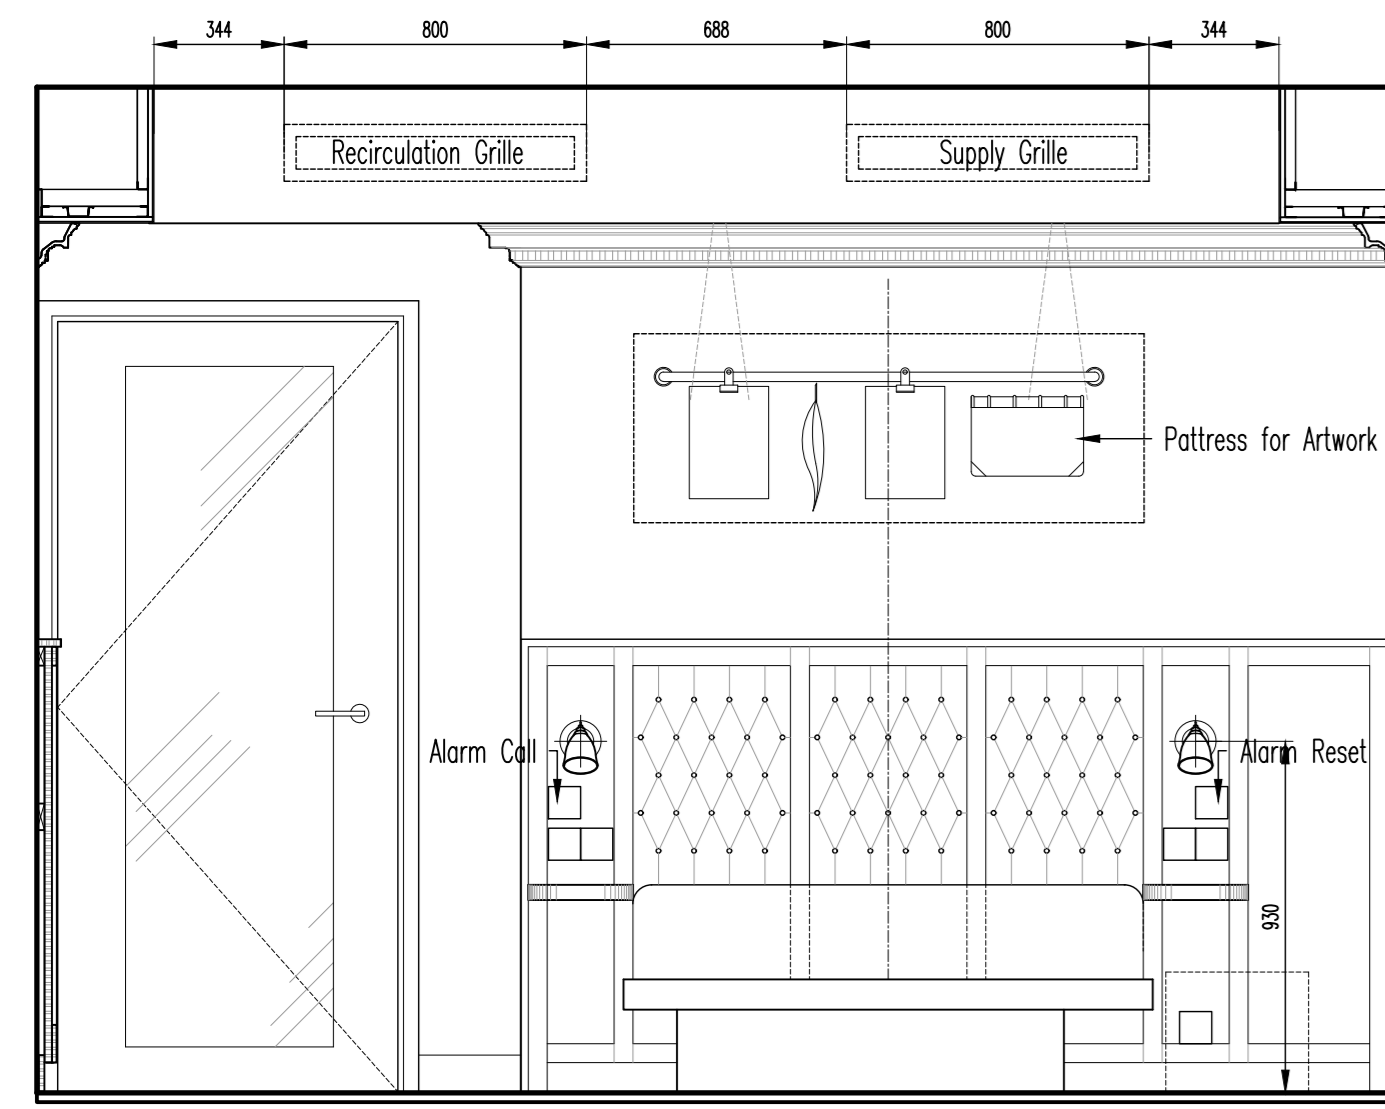 344
800
688
800
344
Recirculation Grille
Supply Grille
Pattress for Artwork
Alarm Call
Alarm Reset
930